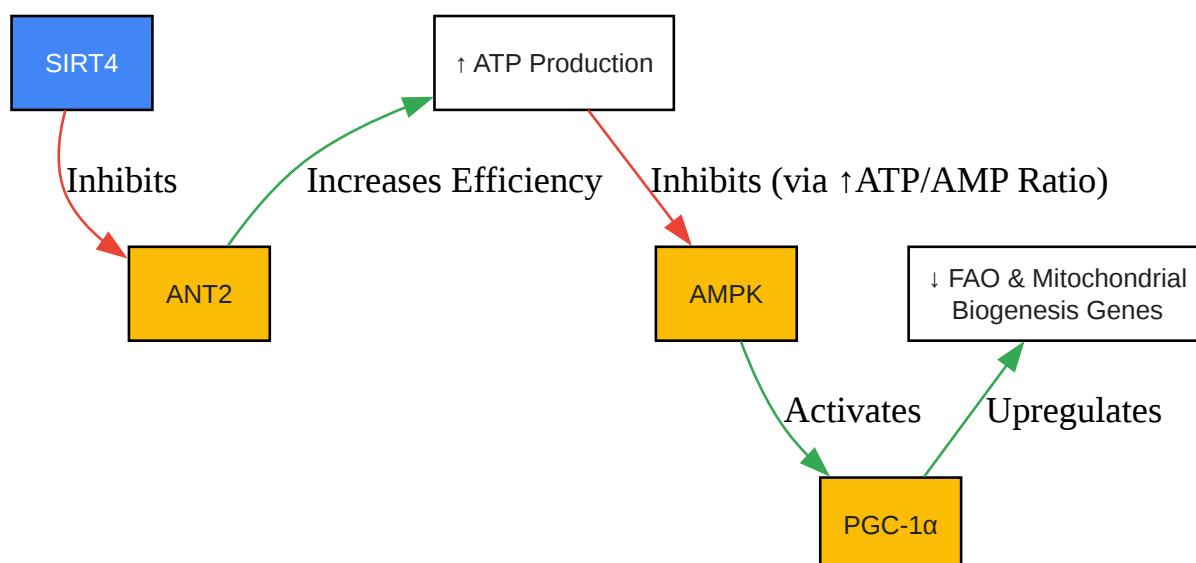 SIRT4
↑ ATP Production
Inhibits
Increases Efficiency
Inhibits (via ↑ATP/AMP Ratio)
ANT2
AMPK
↓ FAO & Mitochondrial
Biogenesis Genes
Activates
Upregulates
PGC-1α